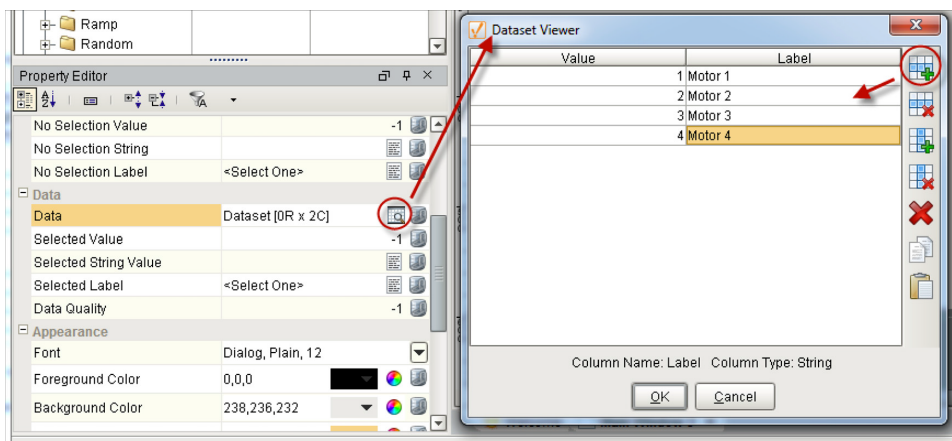 Ramp
Random
Property Editor
No Selection Value -1
No Selection String
No Selection Label <Select One>
Data
Data Dataset [0R x 2C]
Selected Value -1
Selected String Value
Selected Label <Select One>
Data Quality -1
Appearance
Font Dialog, Plain, 12
Foreground Color 0,0,0
Background Color 238,236,232
Dataset Viewer
Value Label
1 Motor 1
2 Motor 2
3 Motor 3
4 Motor 4
Column Name: Label Column Type: String
OK Cancel